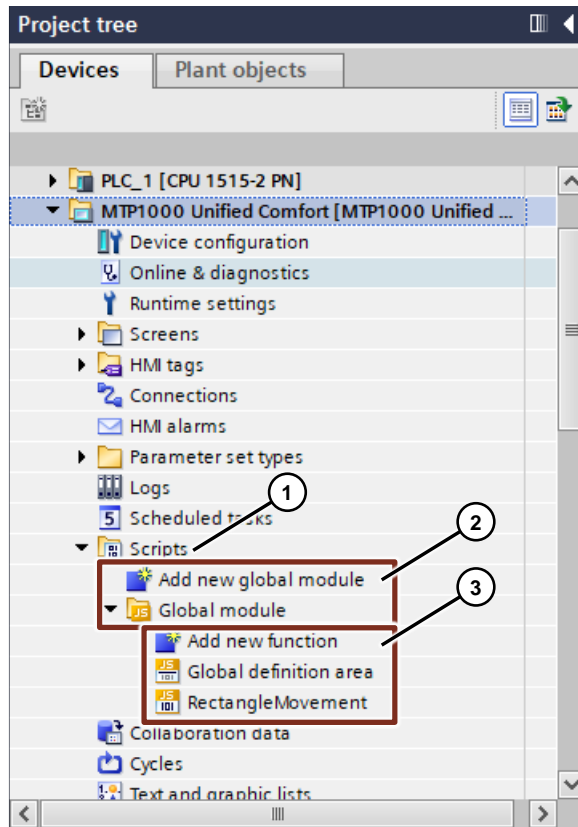 Project tree
Devices
Plant objects
PLC_1 [CPU 1515-2 PN]
MTP1000 Unified Comfort [MTP1000 Unified ...
Device configuration
Online & diagnostics
Runtime settings
Screens
HMI tags
Connections
HMI alarms
Parameter set types
Logs
1
Scheduled tasks
2
Scripts
Add new global module
3
Global module
Add new function
Global definition area
RectangleMovement
Collaboration data
Cycles
Text and graphic lists